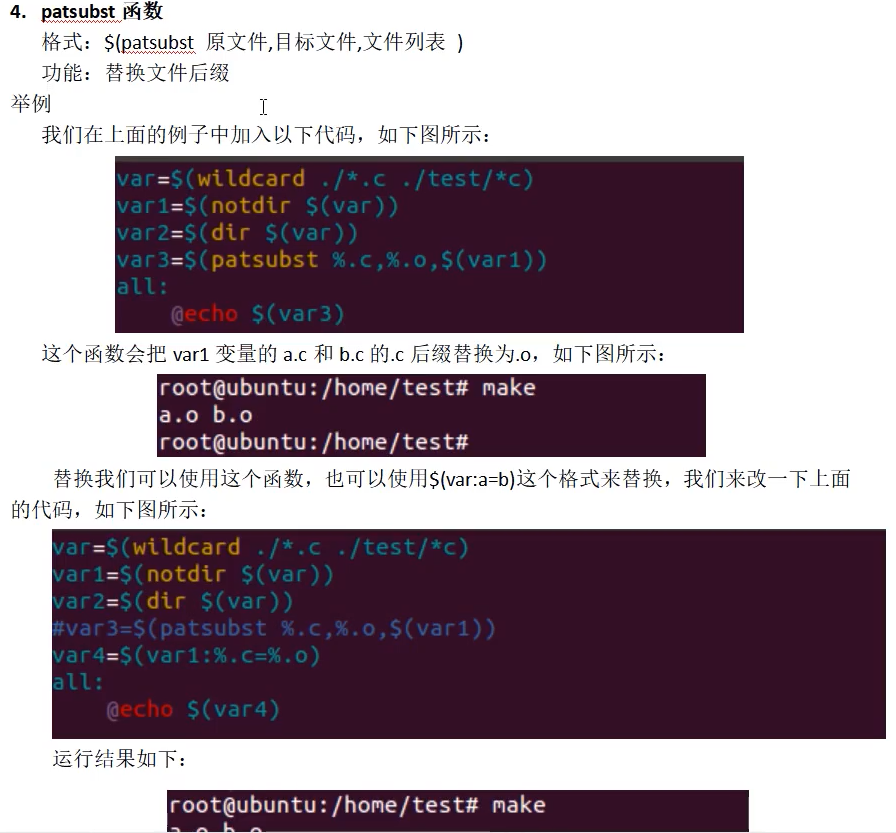 4. patsubst 函数
格式：$(patsubst 原文件,目标文件,文件列表 )
功能：替换文件后缀
举例
我们在上面的例子中加入以下代码，如下图所示：
var=$(wildcard ./*.c ./test/*c)
var1=$(notdir $(var))
var2=$(dir $(var))
var3=$(patsubst %.c,%.o,$(var1))
all:
@echo $(var3)
这个函数会把 var1 变量的 a.c 和 b.c 的.c 后缀替换为.o，如下图所示：
root@ubuntu:/home/test# make
a.o b.o
root@ubuntu:/home/test#
替换我们可以使用这个函数，也可以使用$(var:a=b)这个格式来替换，我们来改一下上面
的代码，如下图所示：
var=$(wildcard ./*.c ./test/*c)
var1=$(notdir $(var))
var2=$(dir $(var))
#var3=$(patsubst %.c,%.o,$(var1))
var4=$(var1:%.c=%.o)
all:
@echo $(var4)
运行结果如下：
root@ubuntu:/home/test# make